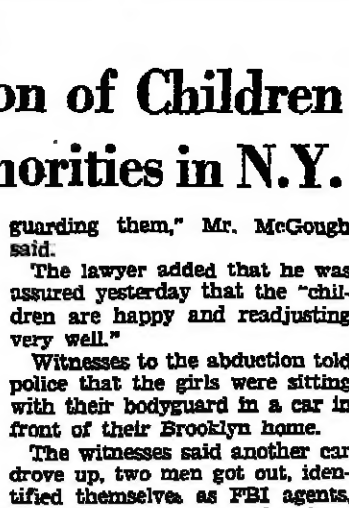 on of Children
horities in N.Y.
guarding them," Mr. McGough
said.
The lawyer added that he was
assured yesterday that the "chil-
dren are happy and readjusting
very well."
Witnesses to the abduction told
police that the girls were sitting
with their bodyguard in a car in
front of their Brooklyn home.
The witnesses said another car
drove up, two men got out, iden-
tified themselves as FBI agents,